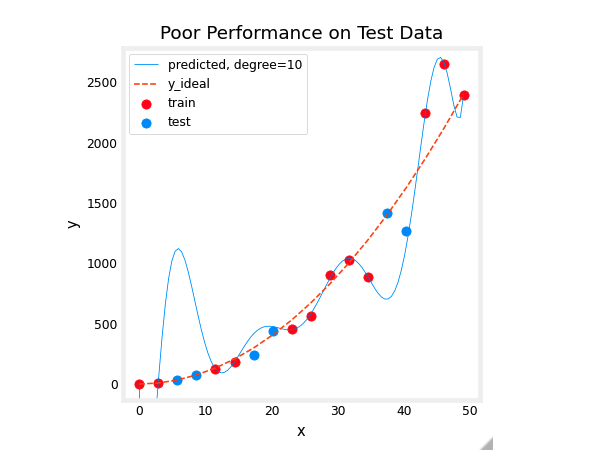 Poor Performance on Test Data
predicted, degree=10
y_ideal
train
test
2500
2000
1500
1000
500
0
y
0 10 20 30 40 50
x